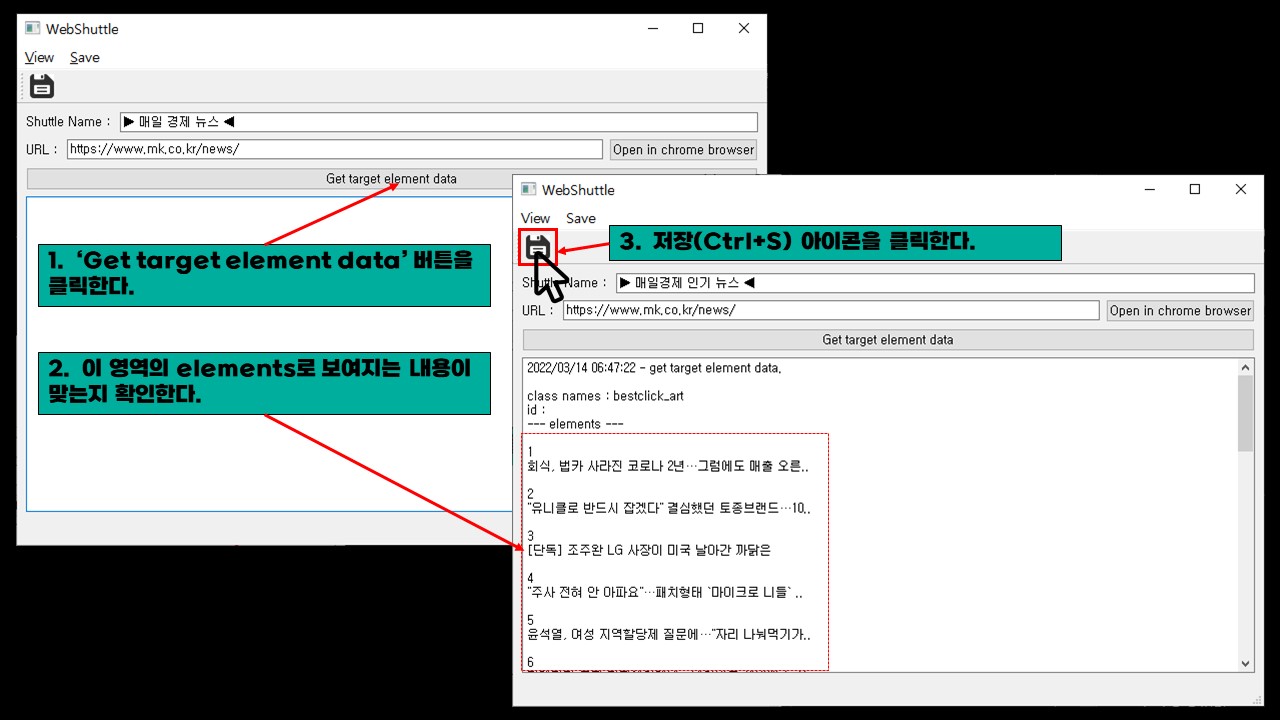 WebShuttle
View Save
Shuttle Name : ▶ 매일 경제 뉴스 ◀
URL : https://www.mk.co.kr/news/ Open in chrome browser
Get target element data
1. ‘Get target element data’ 버튼을
클릭한다.
2. 이 영역의 elements로 보여지는 내용이
맞는지 확인한다.
WebShuttle
View Save
3. 저장(Ctrl+S) 아이콘을 클릭한다.
Shuttle Name : ▶ 매일경제 인기 뉴스 ◀
URL : https://www.mk.co.kr/news/ Open in chrome browser
Get target element data
2022/03/14 06:47:22 - get target element data.
class names : bestclick_art
id :
--- elements ---
1
회식, 법카 사라진 코로나 2년…그럼에도 매출 오른..
2
"유니클로 반드시 잡겠다" 결심했던 토종브랜드…10..
3
[단독] 조주완 LG 사장이 미국 날아간 까닭은
4
"주사 전혀 안 아파요"…패치형태 `마이크로 니들` ..
5
윤석열, 여성 지역할당제 질문에…"자리 나눠먹기가..
6